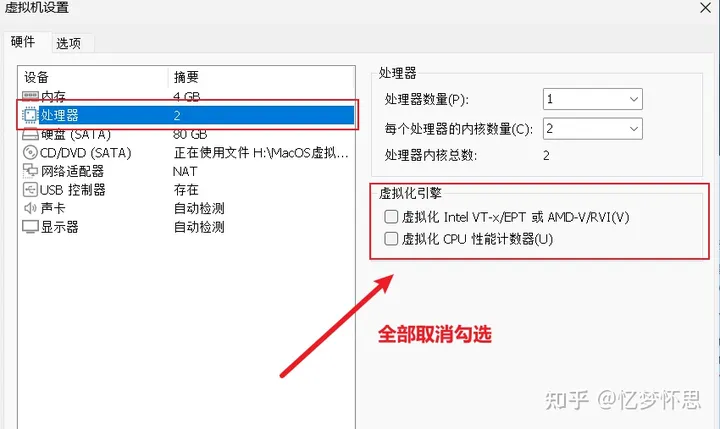 虚拟机设置
硬件 选项
设备 摘要
内存 4 GB
处理器 2
硬盘 (SATA) 80 GB
CD/DVD (SATA) 正在使用文件 H:\MacOS虚拟...
网络适配器 NAT
USB 控制器 存在
声卡 自动检测
显示器 自动检测
处理器
处理器数量(P): 1
每个处理器的内核数量(C): 2
处理器内核总数: 2
虚拟化引擎
虚拟化 Intel VT-x/EPT 或 AMD-V/RVI(V)
虚拟化 CPU 性能计数器(U)
全部取消勾选
知乎 @忆梦怀思